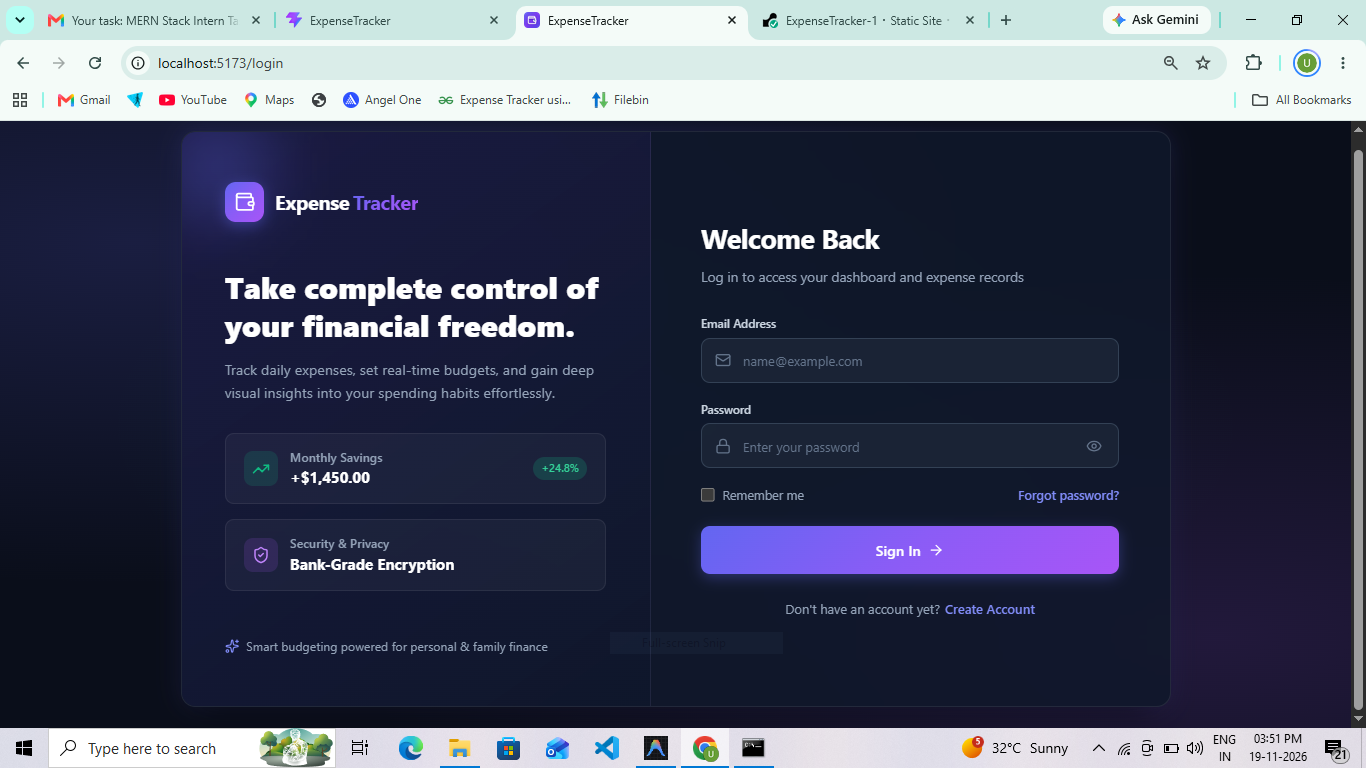 Your task: MERN Stack Intern Ta
ExpenseTracker
ExpenseTracker
ExpenseTracker-1 · Static Site
Ask Gemini
localhost:5173/login
U
Gmail
YouTube
Maps
Angel One
Expense Tracker usi...
Filebin
All Bookmarks
Expense Tracker
Take complete control of
your financial freedom.
Track daily expenses, set real-time budgets, and gain deep
visual insights into your spending habits effortlessly.
Monthly Savings
+$1,450.00
+24.8%
Security & Privacy
Bank-Grade Encryption
Smart budgeting powered for personal & family finance
Welcome Back
Log in to access your dashboard and expense records
Email Address
name@example.com
Password
Enter your password
Remember me
Forgot password?
Sign In
Don't have an account yet? Create Account
Full-screen Snip
Type here to search
5
32°C Sunny
ENG
IN
03:51 PM
19-11-2026
21